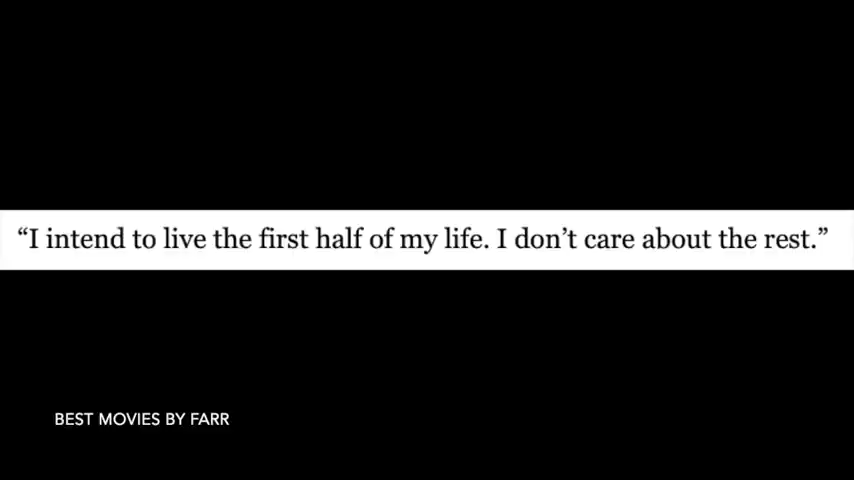 “I intend to live the first half of my life. I don’t care about the rest.”
BEST MOVIES BY FARR